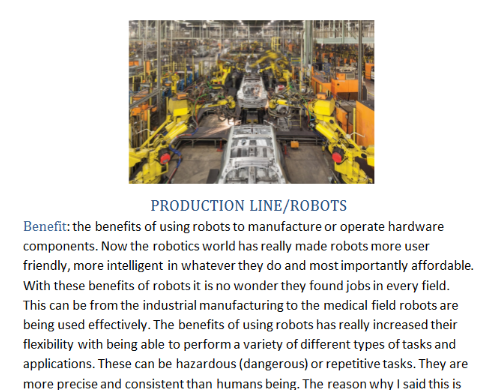 PRODUCTION LINE/ROBOTS
Benefit: the benefits of using robots to manufacture or operate hardware
components. Now the robotics world has really made robots more user
friendly, more intelligent in whatever they do and most importantly affordable.
With these benefits of robots it is no wonder they found jobs in every field.
This can be from the industrial manufacturing to the medical field robots are
being used effectively. The benefits of using robots has really increased their
flexibility with being able to perform a variety of different types of tasks and
applications. These can be hazardous (dangerous) or repetitive tasks. They are
more precise and consistent than humans being. The reason why I said this is